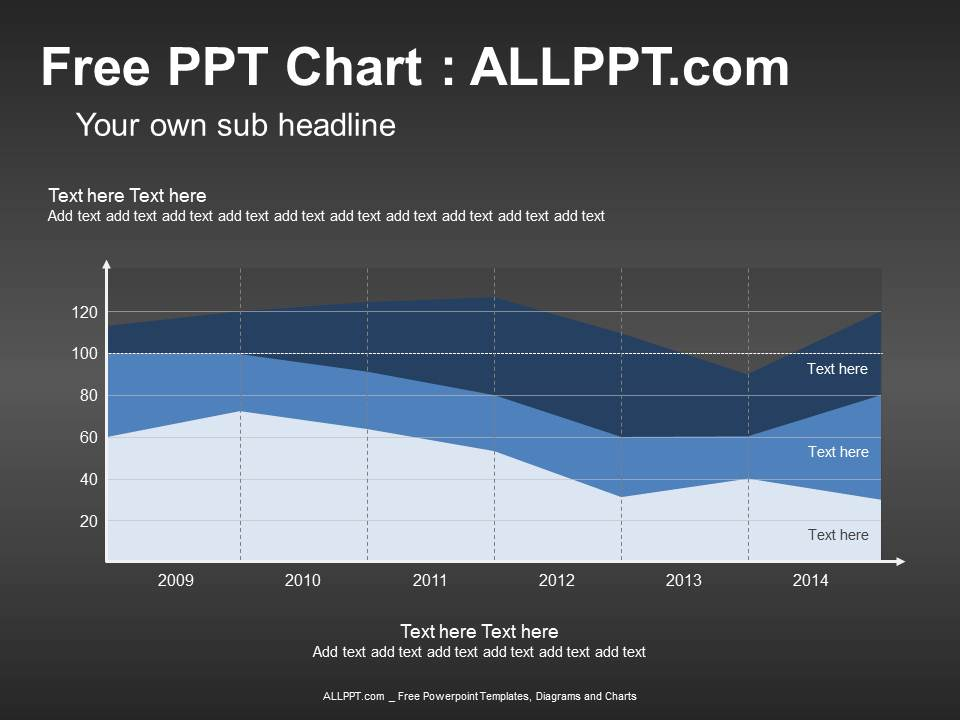 Free PPT Chart : ALLPPT.com
Your own sub headline
Text here Text here
Add text add text add text add text add text add text add text add text add text add text
120
100
80
60
40
20
Text here
Text here
Text here
2009 2010 2011 2012 2013 2014
Text here Text here
Add text add text add text add text add text add text
ALLPPT.com _ Free Powerpoint Templates, Diagrams and Charts